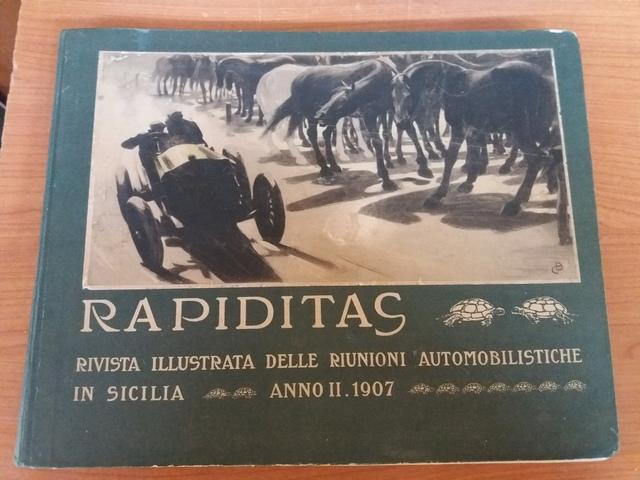 RAPIDITAS
RIVISTA ILLUSTRATA DELLE RIUNIONI AUTOMOBILISTICHE
IN SICILIA ANNO II. 1907